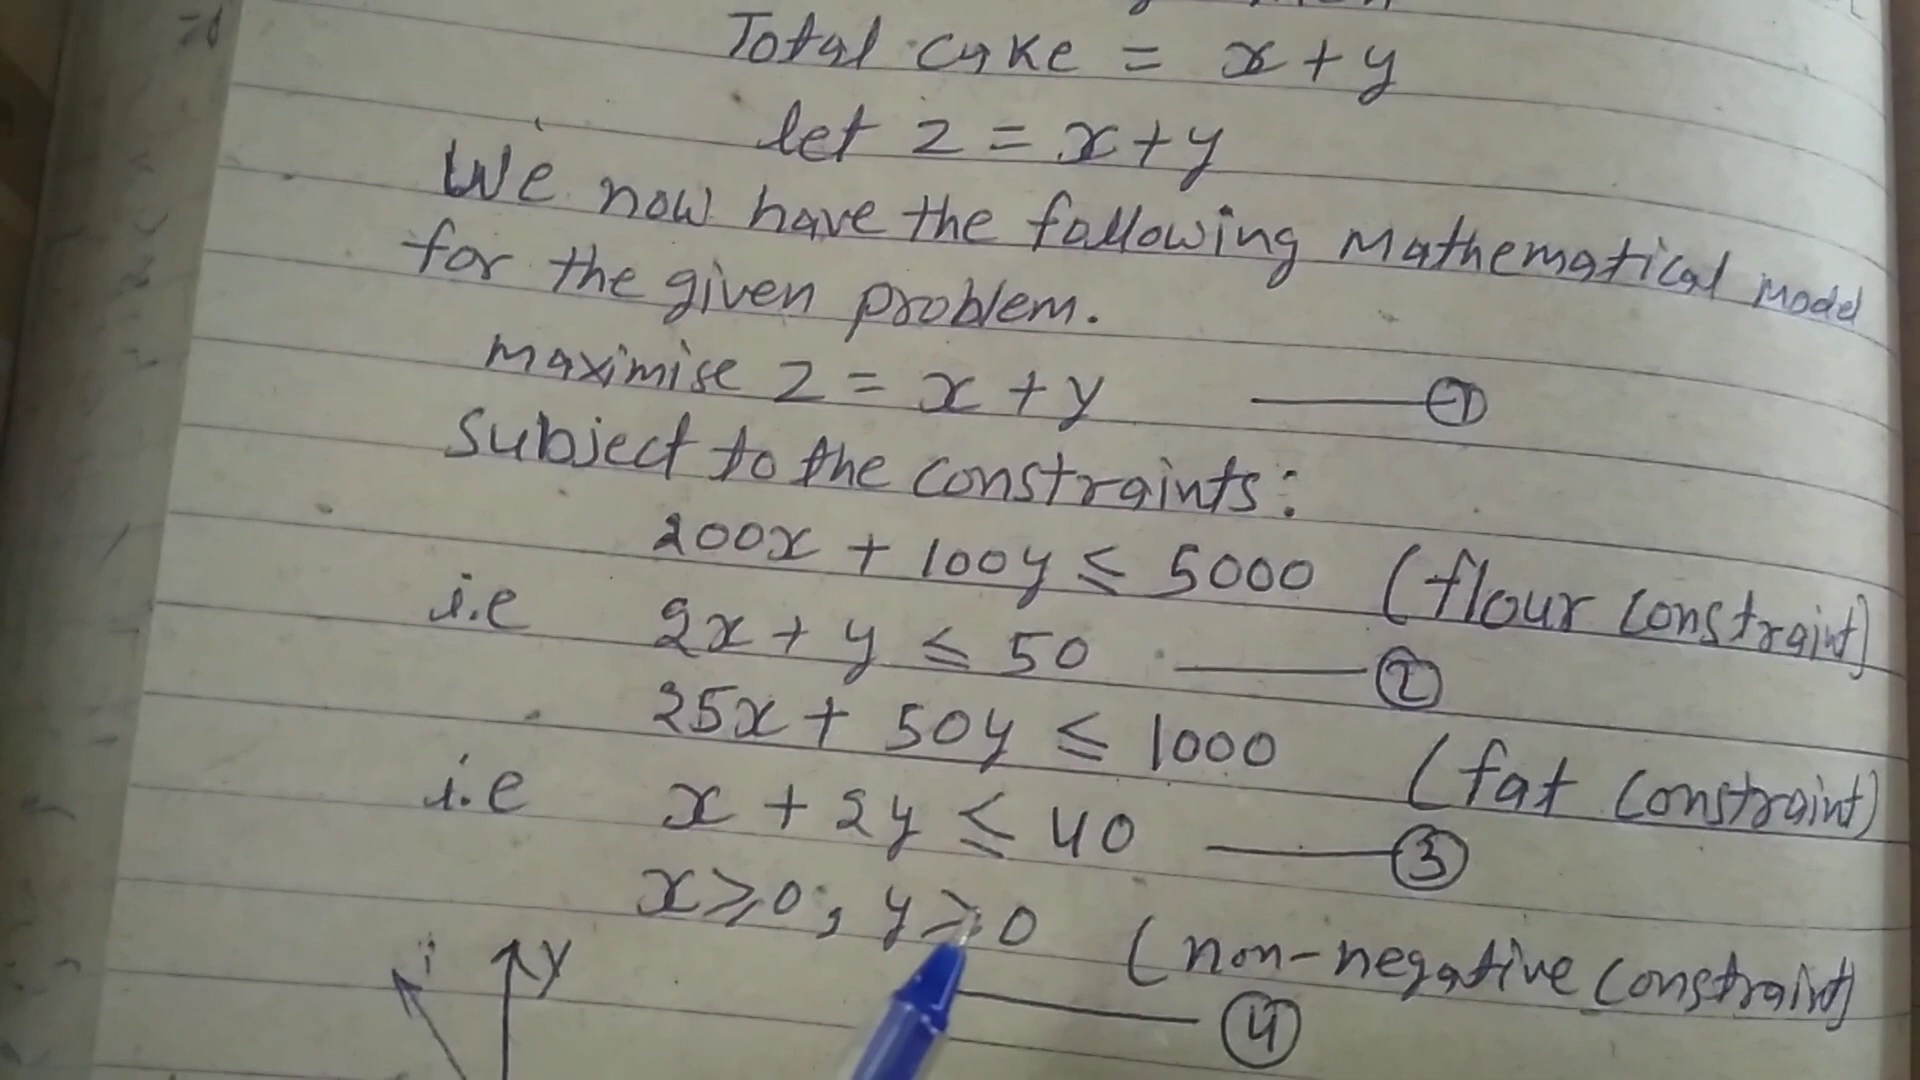 Total cake = x + y
let z = x + y
We now have the following Mathematical Model
for the given problem.
maximise z = x + y ——— ①
Subject to the constraints:
200x + 100y ≤ 5000 (flour constraint)
i.e 2x + y ≤ 50 ——— ②
25x + 50y ≤ 1000 (fat constraint)
i.e x + 2y ≤ 40 ——— ③
x ≥ 0, y ≥ 0 (non-negative constraint)
——— ④
y